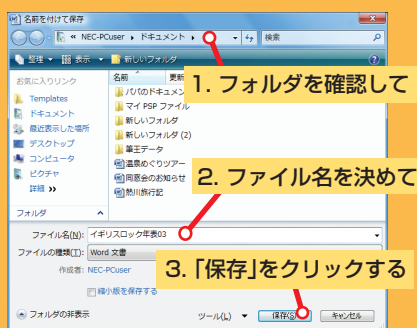 名前を付けて保存
« NEC-PCuser › ドキュメント › 検索
整理 表示 新しいフォルダ
お気に入りリンク
Templates
ドキュメント
最近表示した場所
デスクトップ
コンピュータ
ピクチャ
詳細 »
フォルダ
名前 更新
パパのドキュメン
マイ PSP ファイル
新しいフォルダ
新しいフォルダ (2)
筆王データ
温泉めぐりツアー
同窓会のお知らせ
熱川旅行記
1. フォルダを確認して
2. ファイル名を決めて
ファイル名(N): イギリスロック年表03
ファイルの種類(T): Word 文書
作成者: NEC-PCuser
3.「保存」をクリックする
縮小版を保存する
フォルダの非表示 ツール(L) 保存(S) キャンセル